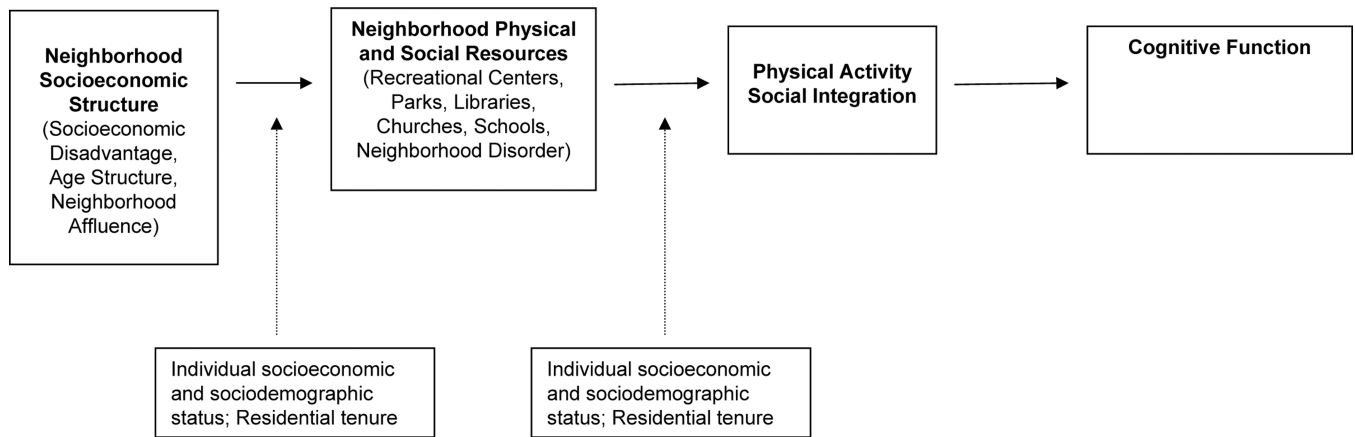 Neighborhood
Socioeconomic
Structure
(Socioeconomic
Disadvantage,
Age Structure,
Neighborhood
Affluence)
Neighborhood Physical
and Social Resources
(Recreational Centers,
Parks, Libraries,
Churches, Schools,
Neighborhood Disorder)
Physical Activity
Social Integration
Cognitive Function
Individual socioeconomic
and sociodemographic
status; Residential tenure
Individual socioeconomic
and sociodemographic
status; Residential tenure